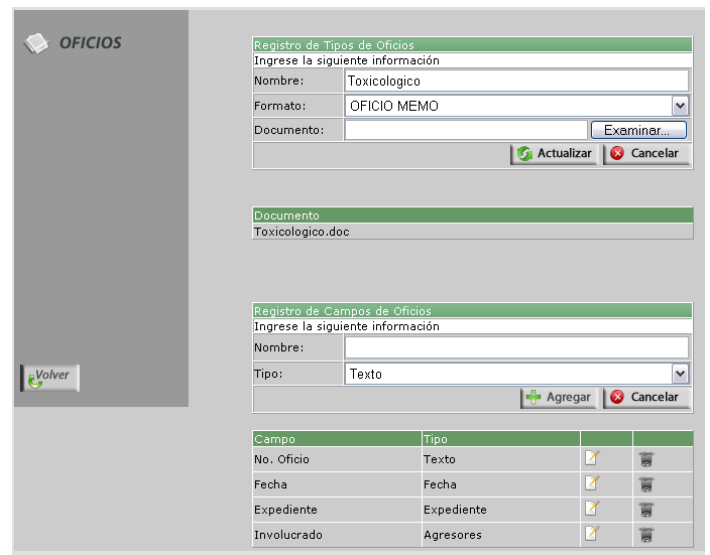 OFICIOS
Registro de Tipos de Oficios
Ingrese la siguiente información
Nombre: Toxicologico
Formato: OFICIO MEMO
Documento: Examinar...
Actualizar Cancelar
Documento
Toxicologico.doc
Registro de Campos de Oficios
Ingrese la siguiente información
Nombre:
Tipo: Texto
Volver
Agregar Cancelar
Campo Tipo
No. Oficio Texto
Fecha Fecha
Expediente Expediente
Involucrado Agresores